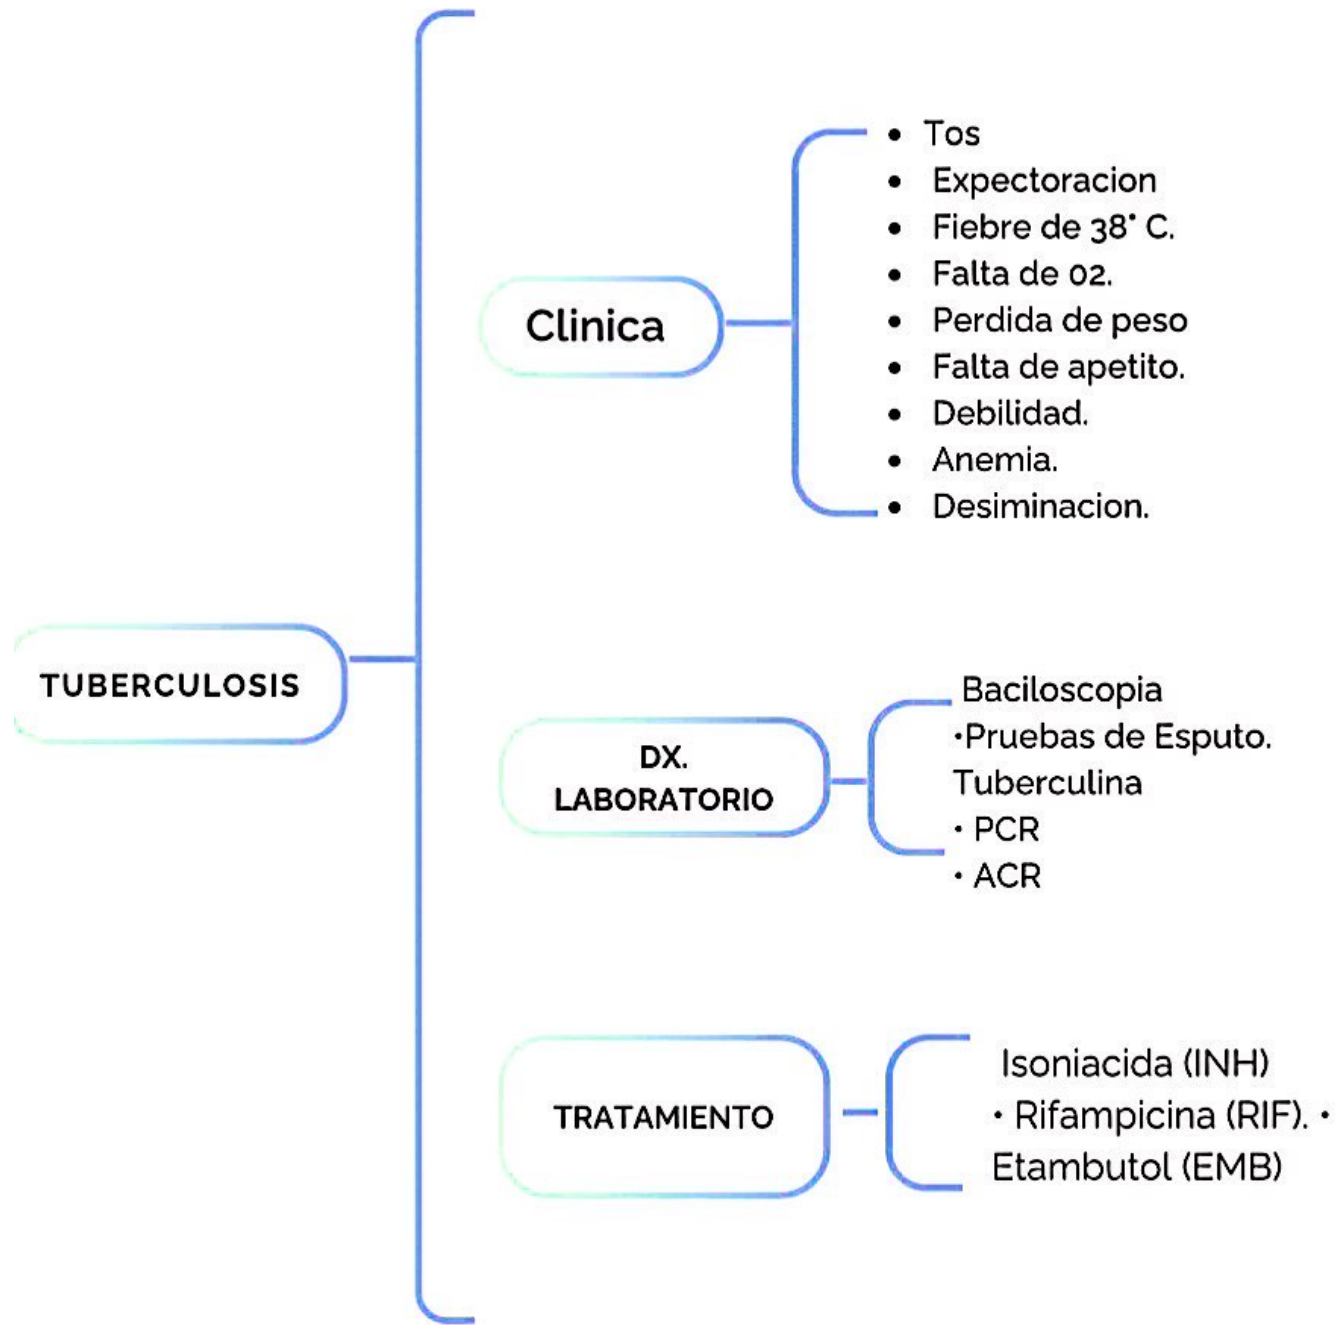 TUBERCULOSIS
Clinica
• Tos
• Expectoracion
• Fiebre de 38° C.
• Falta de 02.
• Perdida de peso
• Falta de apetito.
• Debilidad.
• Anemia.
• Desiminacion.
DX.
LABORATORIO
Baciloscopia
•Pruebas de Esputo.
Tuberculina
• PCR
• ACR
TRATAMIENTO
Isoniacida (INH)
• Rifampicina (RIF). •
Etambutol (EMB)